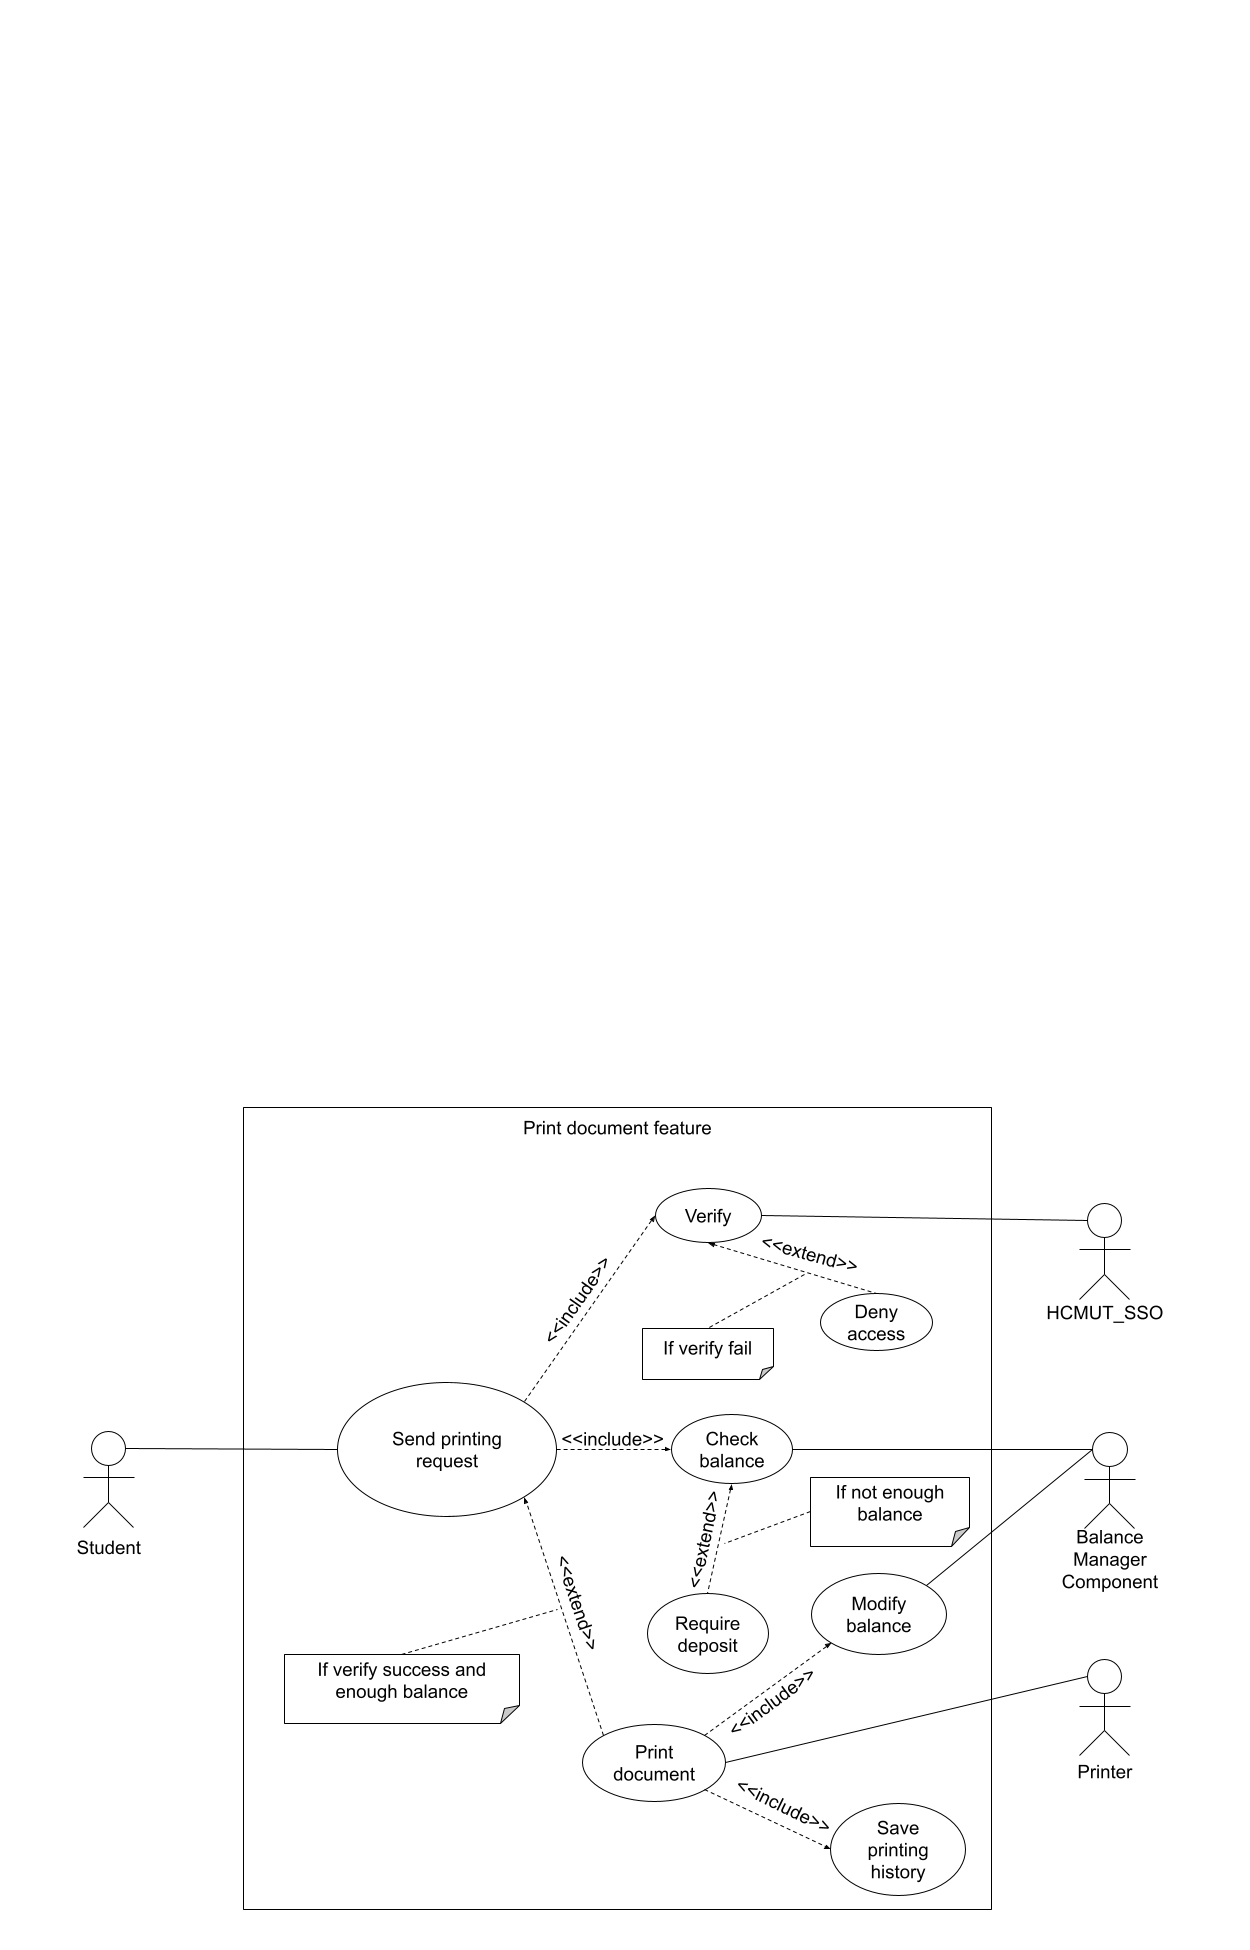 Print document feature
Verify
<<include>>
<<extend>>
Deny
access
HCMUT_SSO
If verify fail
Send printing
request
<<include>>
Check
balance
Student
If not enough
balance
<<extend>>
Balance
Manager
Component
<<extend>>
Require
deposit
Modify
balance
If verify success and
enough balance
<<include>>
Print
document
Printer
<<include>>
Save
printing
history